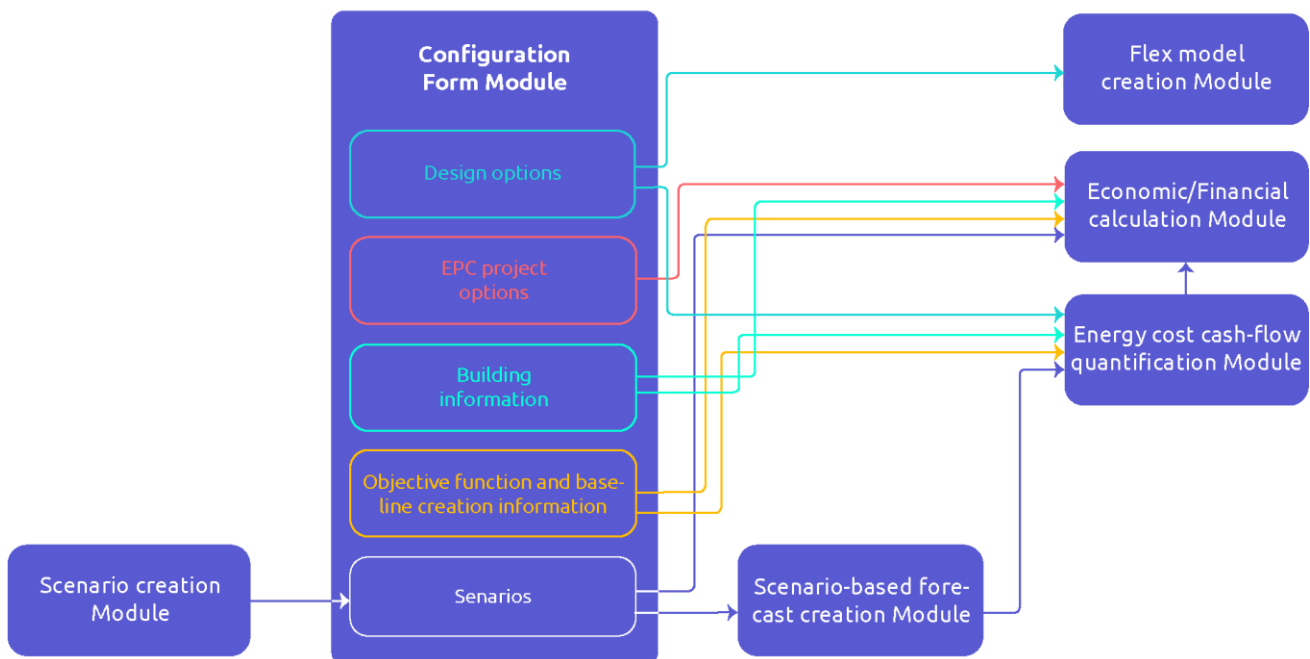 Configuration
Form Module
Design options
EPC project
options
Building
information
Objective function and base-
line creation information
Senarios
Scenario creation
Module
Scenario-based fore-
cast creation Module
Flex model
creation Module
Economic/Financial
calculation Module
Energy cost cash-flow
quantification Module